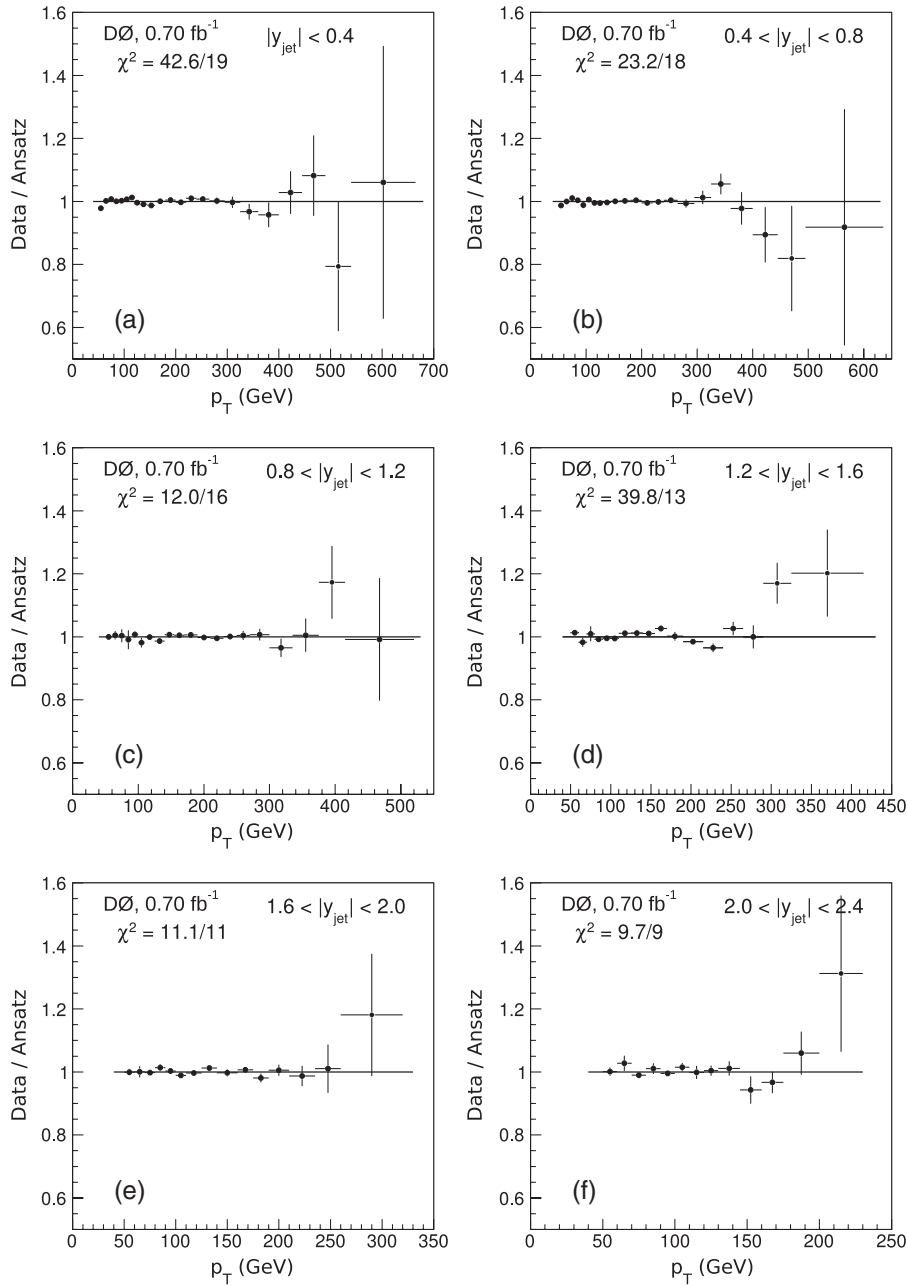 DØ, 0.70 fb⁻¹ |y_jet| < 0.4
χ² = 42.6/19
1.6
1.4
1.2
1
0.8
0.6
Data / Ansatz
(a)
0 100 200 300 400 500 600 700
p_T (GeV)
DØ, 0.70 fb⁻¹ 0.4 < |y_jet| < 0.8
χ² = 23.2/18
1.6
1.4
1.2
1
0.8
0.6
Data / Ansatz
(b)
0 100 200 300 400 500 600
p_T (GeV)
DØ, 0.70 fb⁻¹ 0.8 < |y_jet| < 1.2
χ² = 12.0/16
1.6
1.4
1.2
1
0.8
0.6
Data / Ansatz
(c)
0 100 200 300 400 500
p_T (GeV)
DØ, 0.70 fb⁻¹ 1.2 < |y_jet| < 1.6
χ² = 39.8/13
1.6
1.4
1.2
1
0.8
0.6
Data / Ansatz
(d)
0 50 100 150 200 250 300 350 400 450
p_T (GeV)
DØ, 0.70 fb⁻¹ 1.6 < |y_jet| < 2.0
χ² = 11.1/11
1.6
1.4
1.2
1
0.8
0.6
Data / Ansatz
(e)
0 50 100 150 200 250 300 350
p_T (GeV)
DØ, 0.70 fb⁻¹ 2.0 < |y_jet| < 2.4
χ² = 9.7/9
1.6
1.4
1.2
1
0.8
0.6
Data / Ansatz
(f)
0 50 100 150 200 250
p_T (GeV)